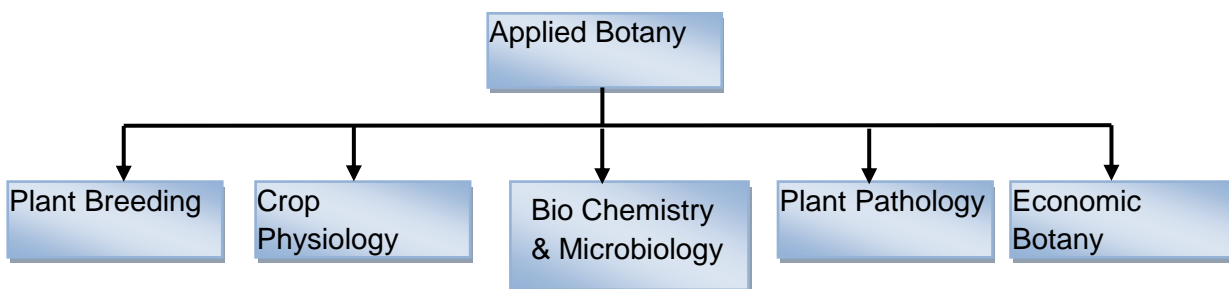 Applied Botany
Plant Breeding
Crop
Physiology
Bio Chemistry
& Microbiology
Plant Pathology
Economic
Botany